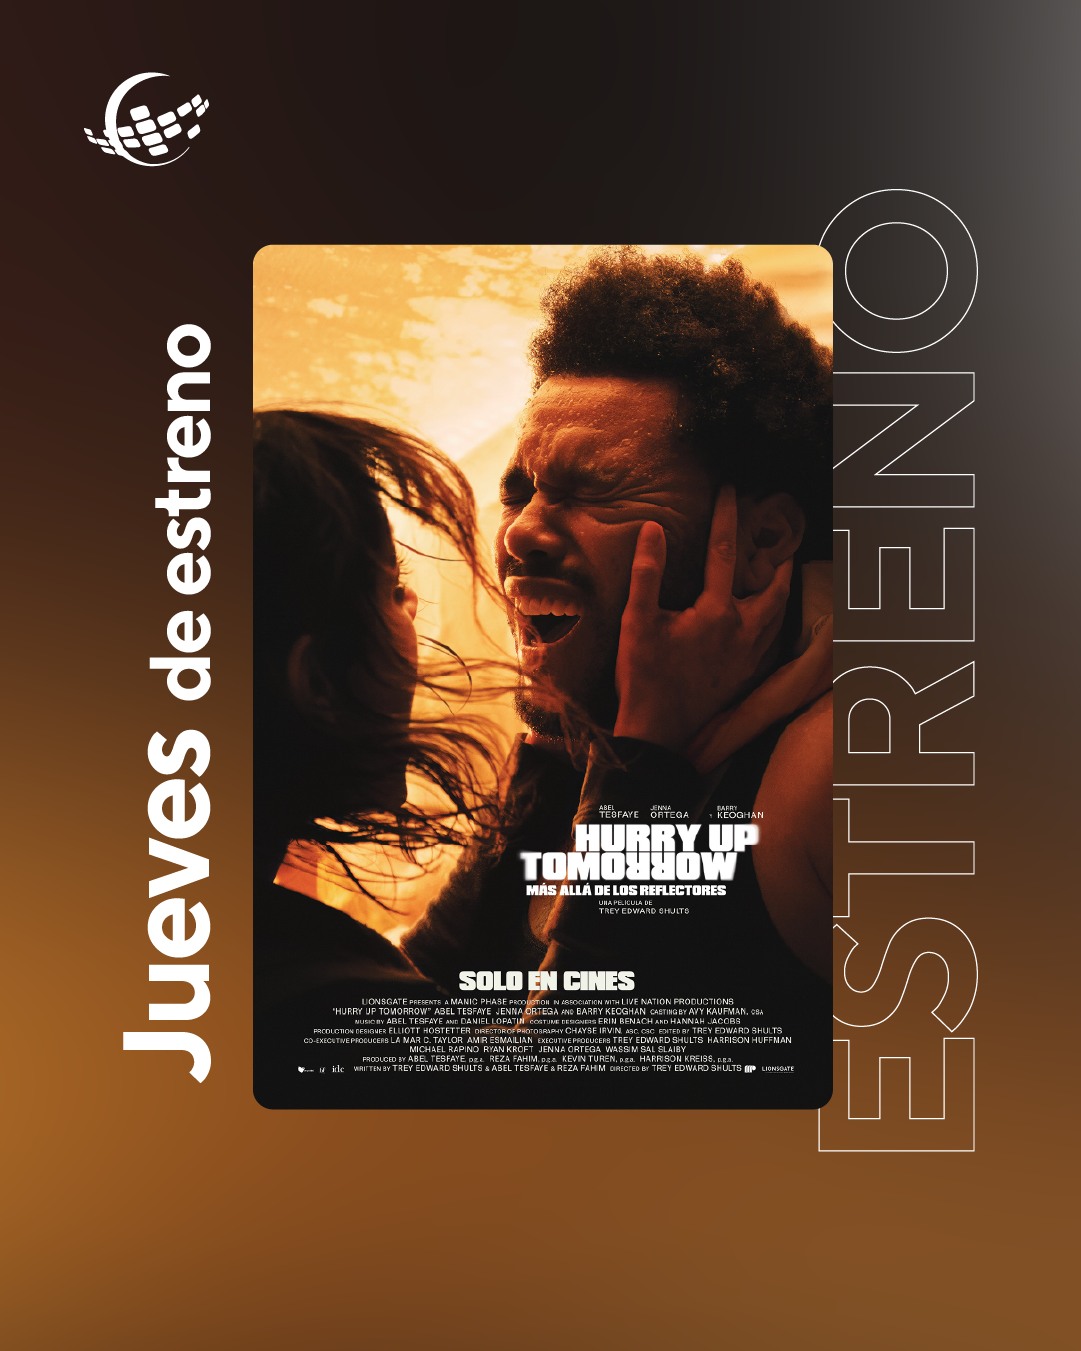 Jueves de estreno
ESTRENO
ABEL TESFAYE JENNA ORTEGA Y BARRY KEOGHAN
HURRY UP
TOMORROW
MÁS ALLÁ DE LOS REFLECTORES
UNA PELÍCULA DE
TREY EDWARD SHULTS
SOLO EN CINES
LIONSGATE PRESENTS A MANIC PHASE PRODUCTION IN ASSOCIATION WITH LIVE NATION PRODUCTIONS
"HURRY UP TOMORROW" ABEL TESFAYE JENNA ORTEGA AND BARRY KEOGHAN CASTING BY AVY KAUFMAN, CSA
MUSIC BY ABEL TESFAYE AND DANIEL LOPATIN COSTUME DESIGNERS ERIN BENACH AND HANNAH JACOBS
PRODUCTION DESIGNER ELLIOTT HOSTETTER DIRECTOR OF PHOTOGRAPHY CHAYSE IRVIN, ASC, CSC EDITED BY TREY EDWARD SHULTS
CO-EXECUTIVE PRODUCERS LA MAR C. TAYLOR AMIR ESMAILIAN EXECUTIVE PRODUCERS TREY EDWARD SHULTS HARRISON HUFFMAN
MICHAEL RAPINO RYAN KROFT JENNA ORTEGA WASSIM SAL SLAIBY
PRODUCED BY ABEL TESFAYE, p.g.a. REZA FAHIM, p.g.a. KEVIN TUREN, p.g.a. HARRISON KREISS, p.g.a.
idc WRITTEN BY TREY EDWARD SHULTS & ABEL TESFAYE & REZA FAHIM DIRECTED BY TREY EDWARD SHULTS LIONSGATE